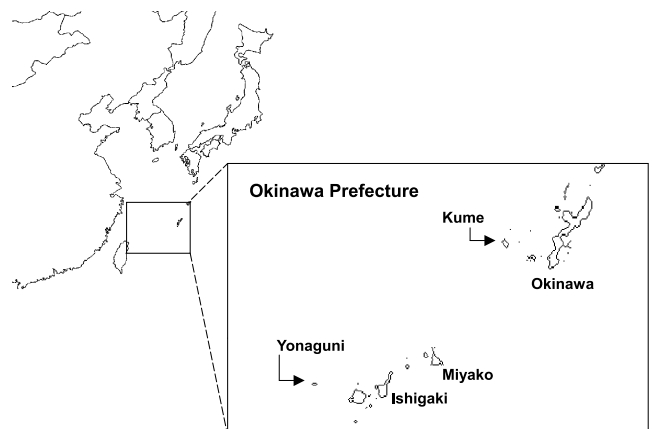 Okinawa Prefecture
Kume
Okinawa
Yonaguni
Miyako
Ishigaki